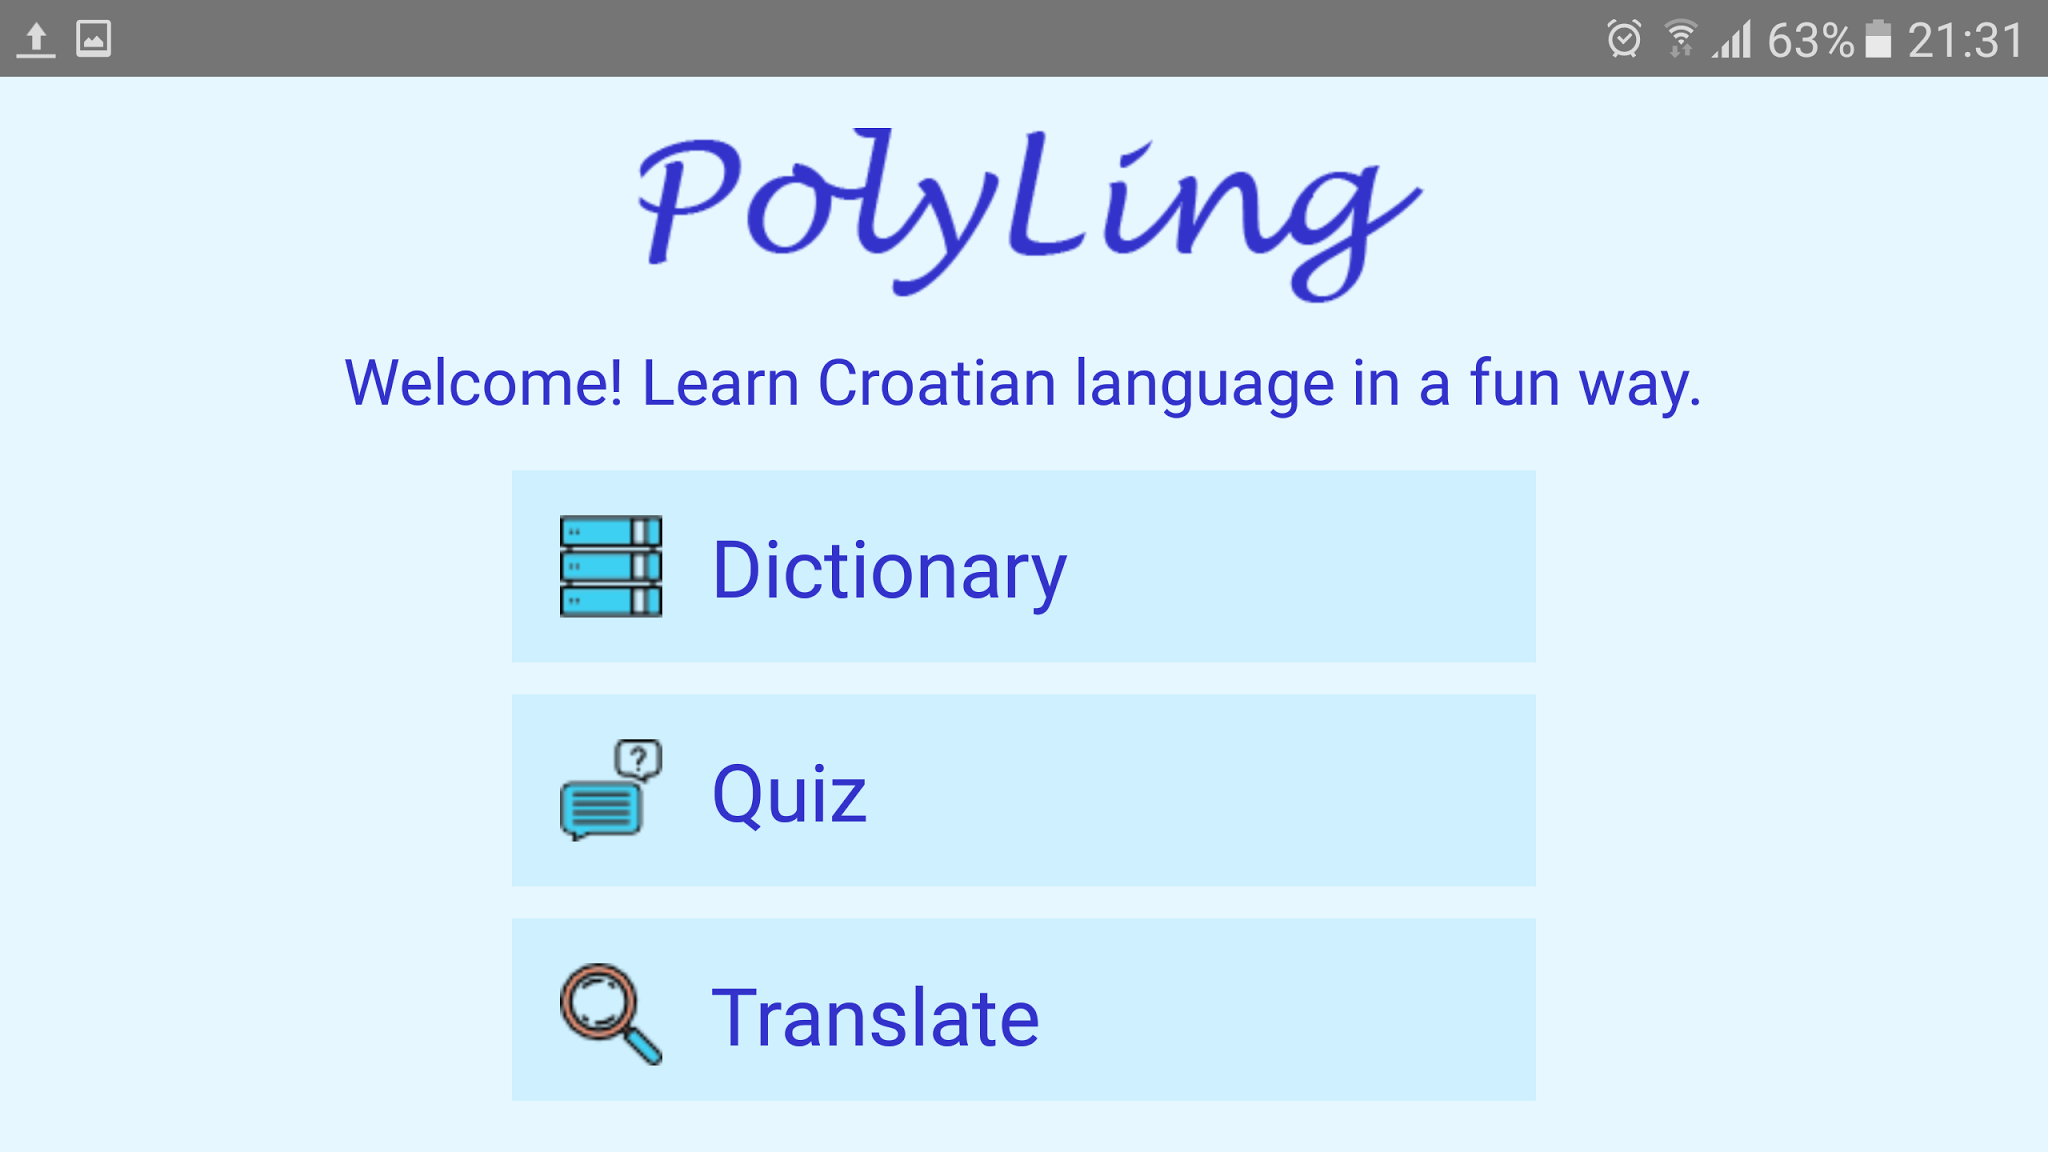 63% 21:31
PolyLing
Welcome! Learn Croatian language in a fun way.
Dictionary
?
Quiz
Translate